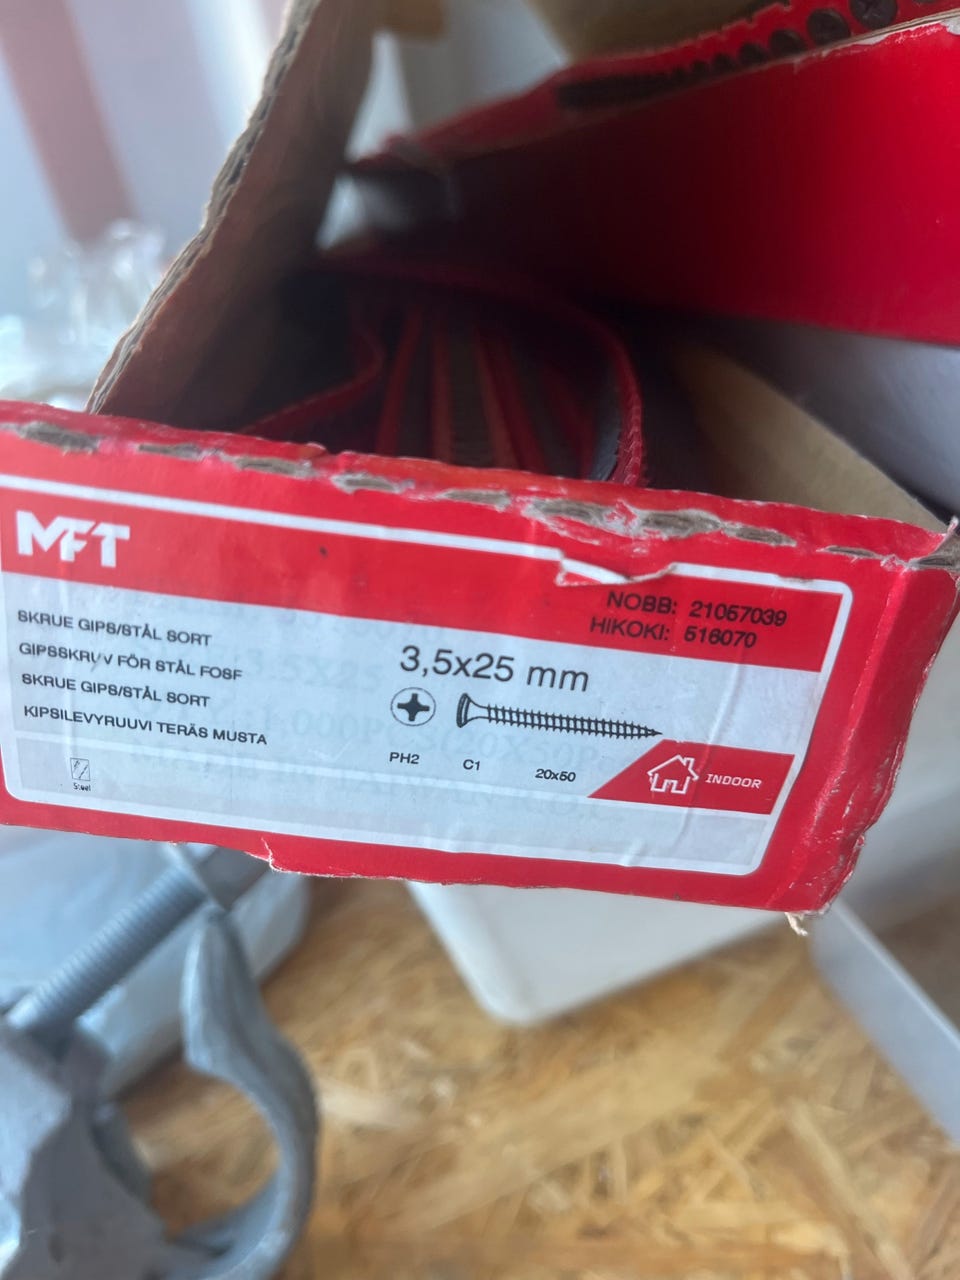 MFT
NOBB: 21057039
HIKOKI: 516070
SKRUE GIPS/STÅL SORT
GIPSSKRUV FÖR STÅL FOSF
SKRUE GIPS/STÅL SORT
KIPSILEVYRUUVI TERÄS MUSTA
3,5x25 mm
PH2 C1 20x50
INDOOR
Steel